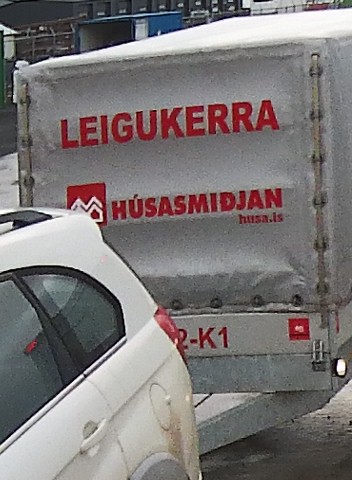 LEIGUKERRA
HÚSASMIÐJAN
husa.is
2-K1